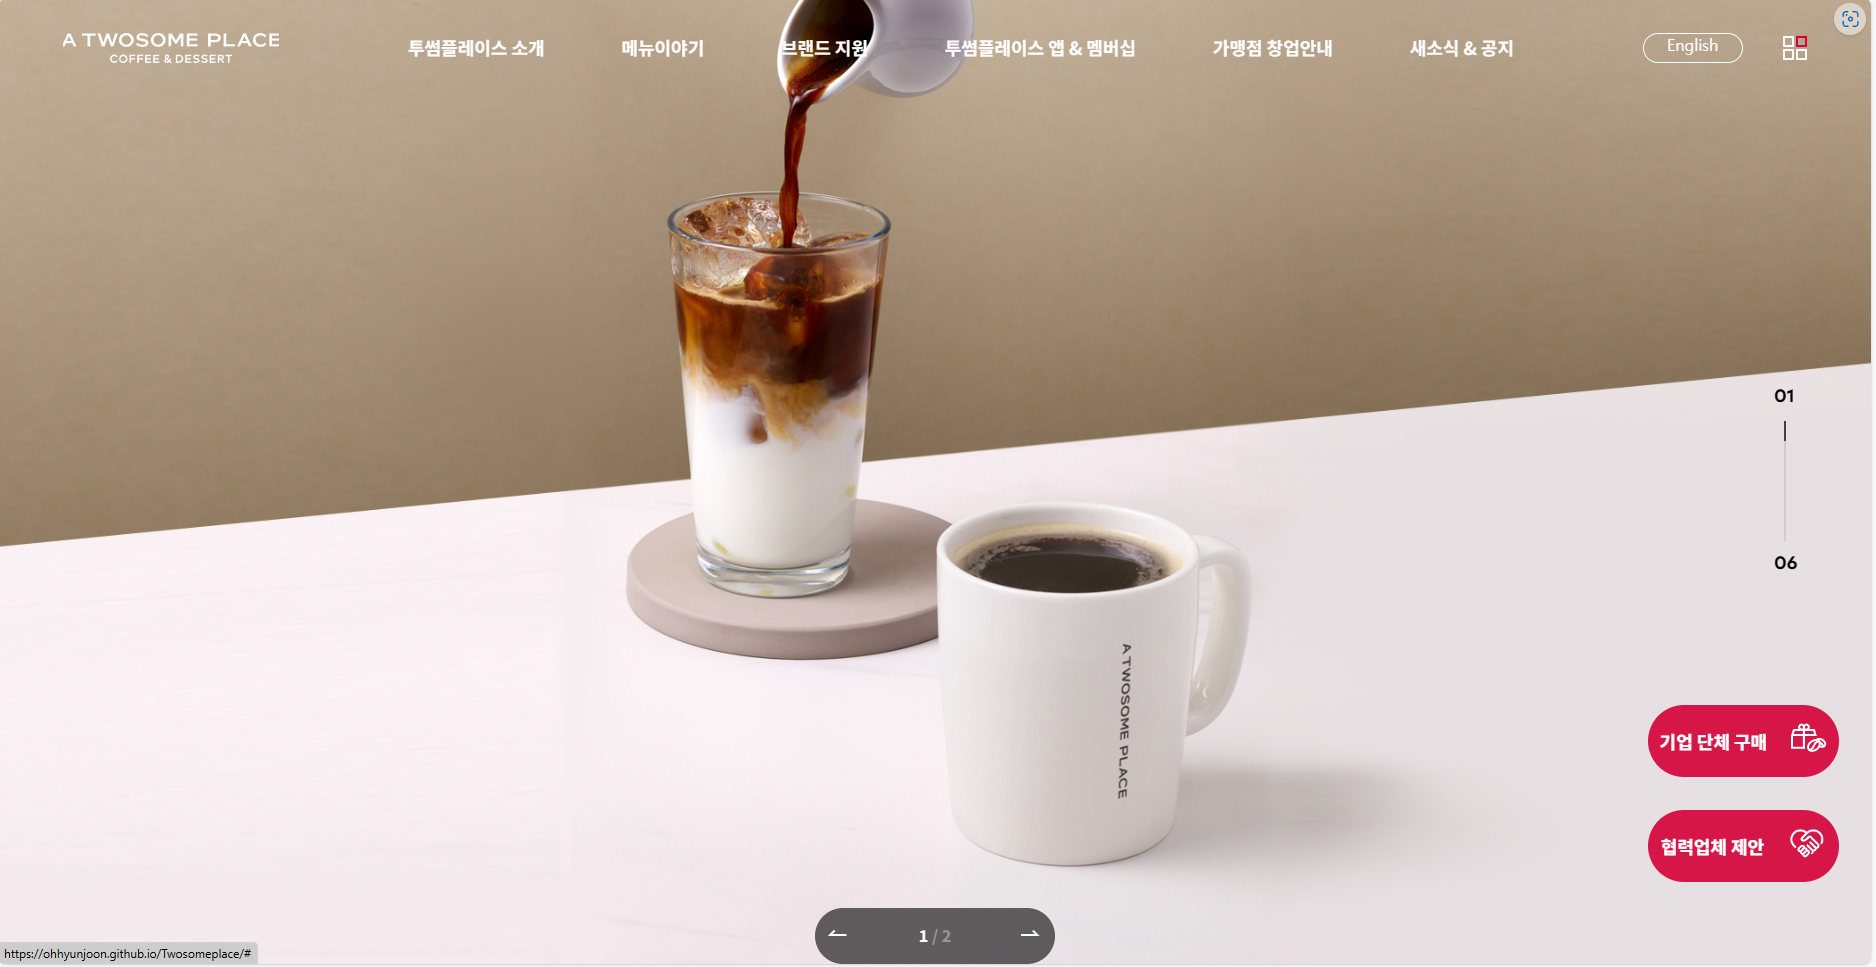 A TWOSOME PLACE
COFFEE & DESSERT
투썸플레이스 소개
메뉴이야기
브랜드 지원
투썸플레이스 앱 & 멤버십
가맹점 창업안내
새소식 & 공지
English
01
06
A TWOSOME PLACE
기업 단체 구매
협력업체 제안
1 / 2
https://ohhyunjoon.github.io/Twosomeplace/#